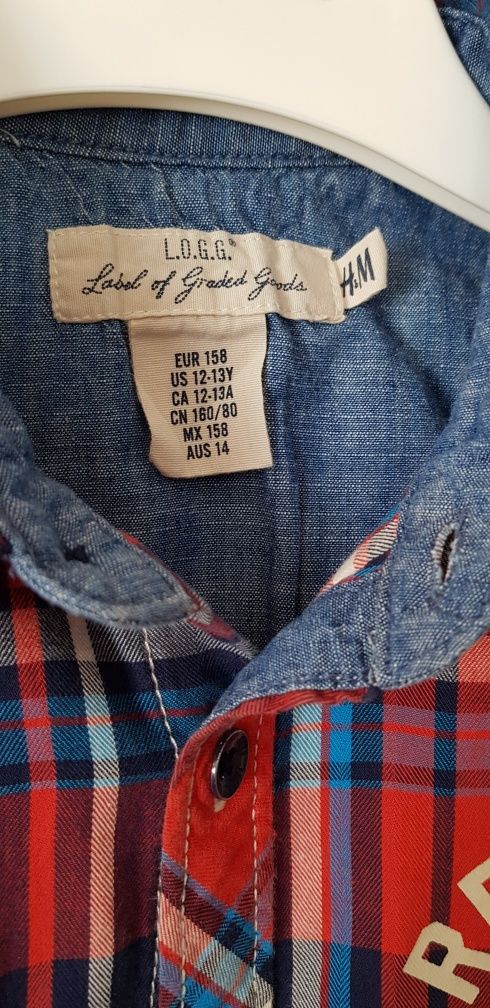 L.O.G.G.®
Label of Graded Goods
H&M
EUR 158
US 12-13Y
CA 12-13A
CN 160/80
MX 158
AUS 14